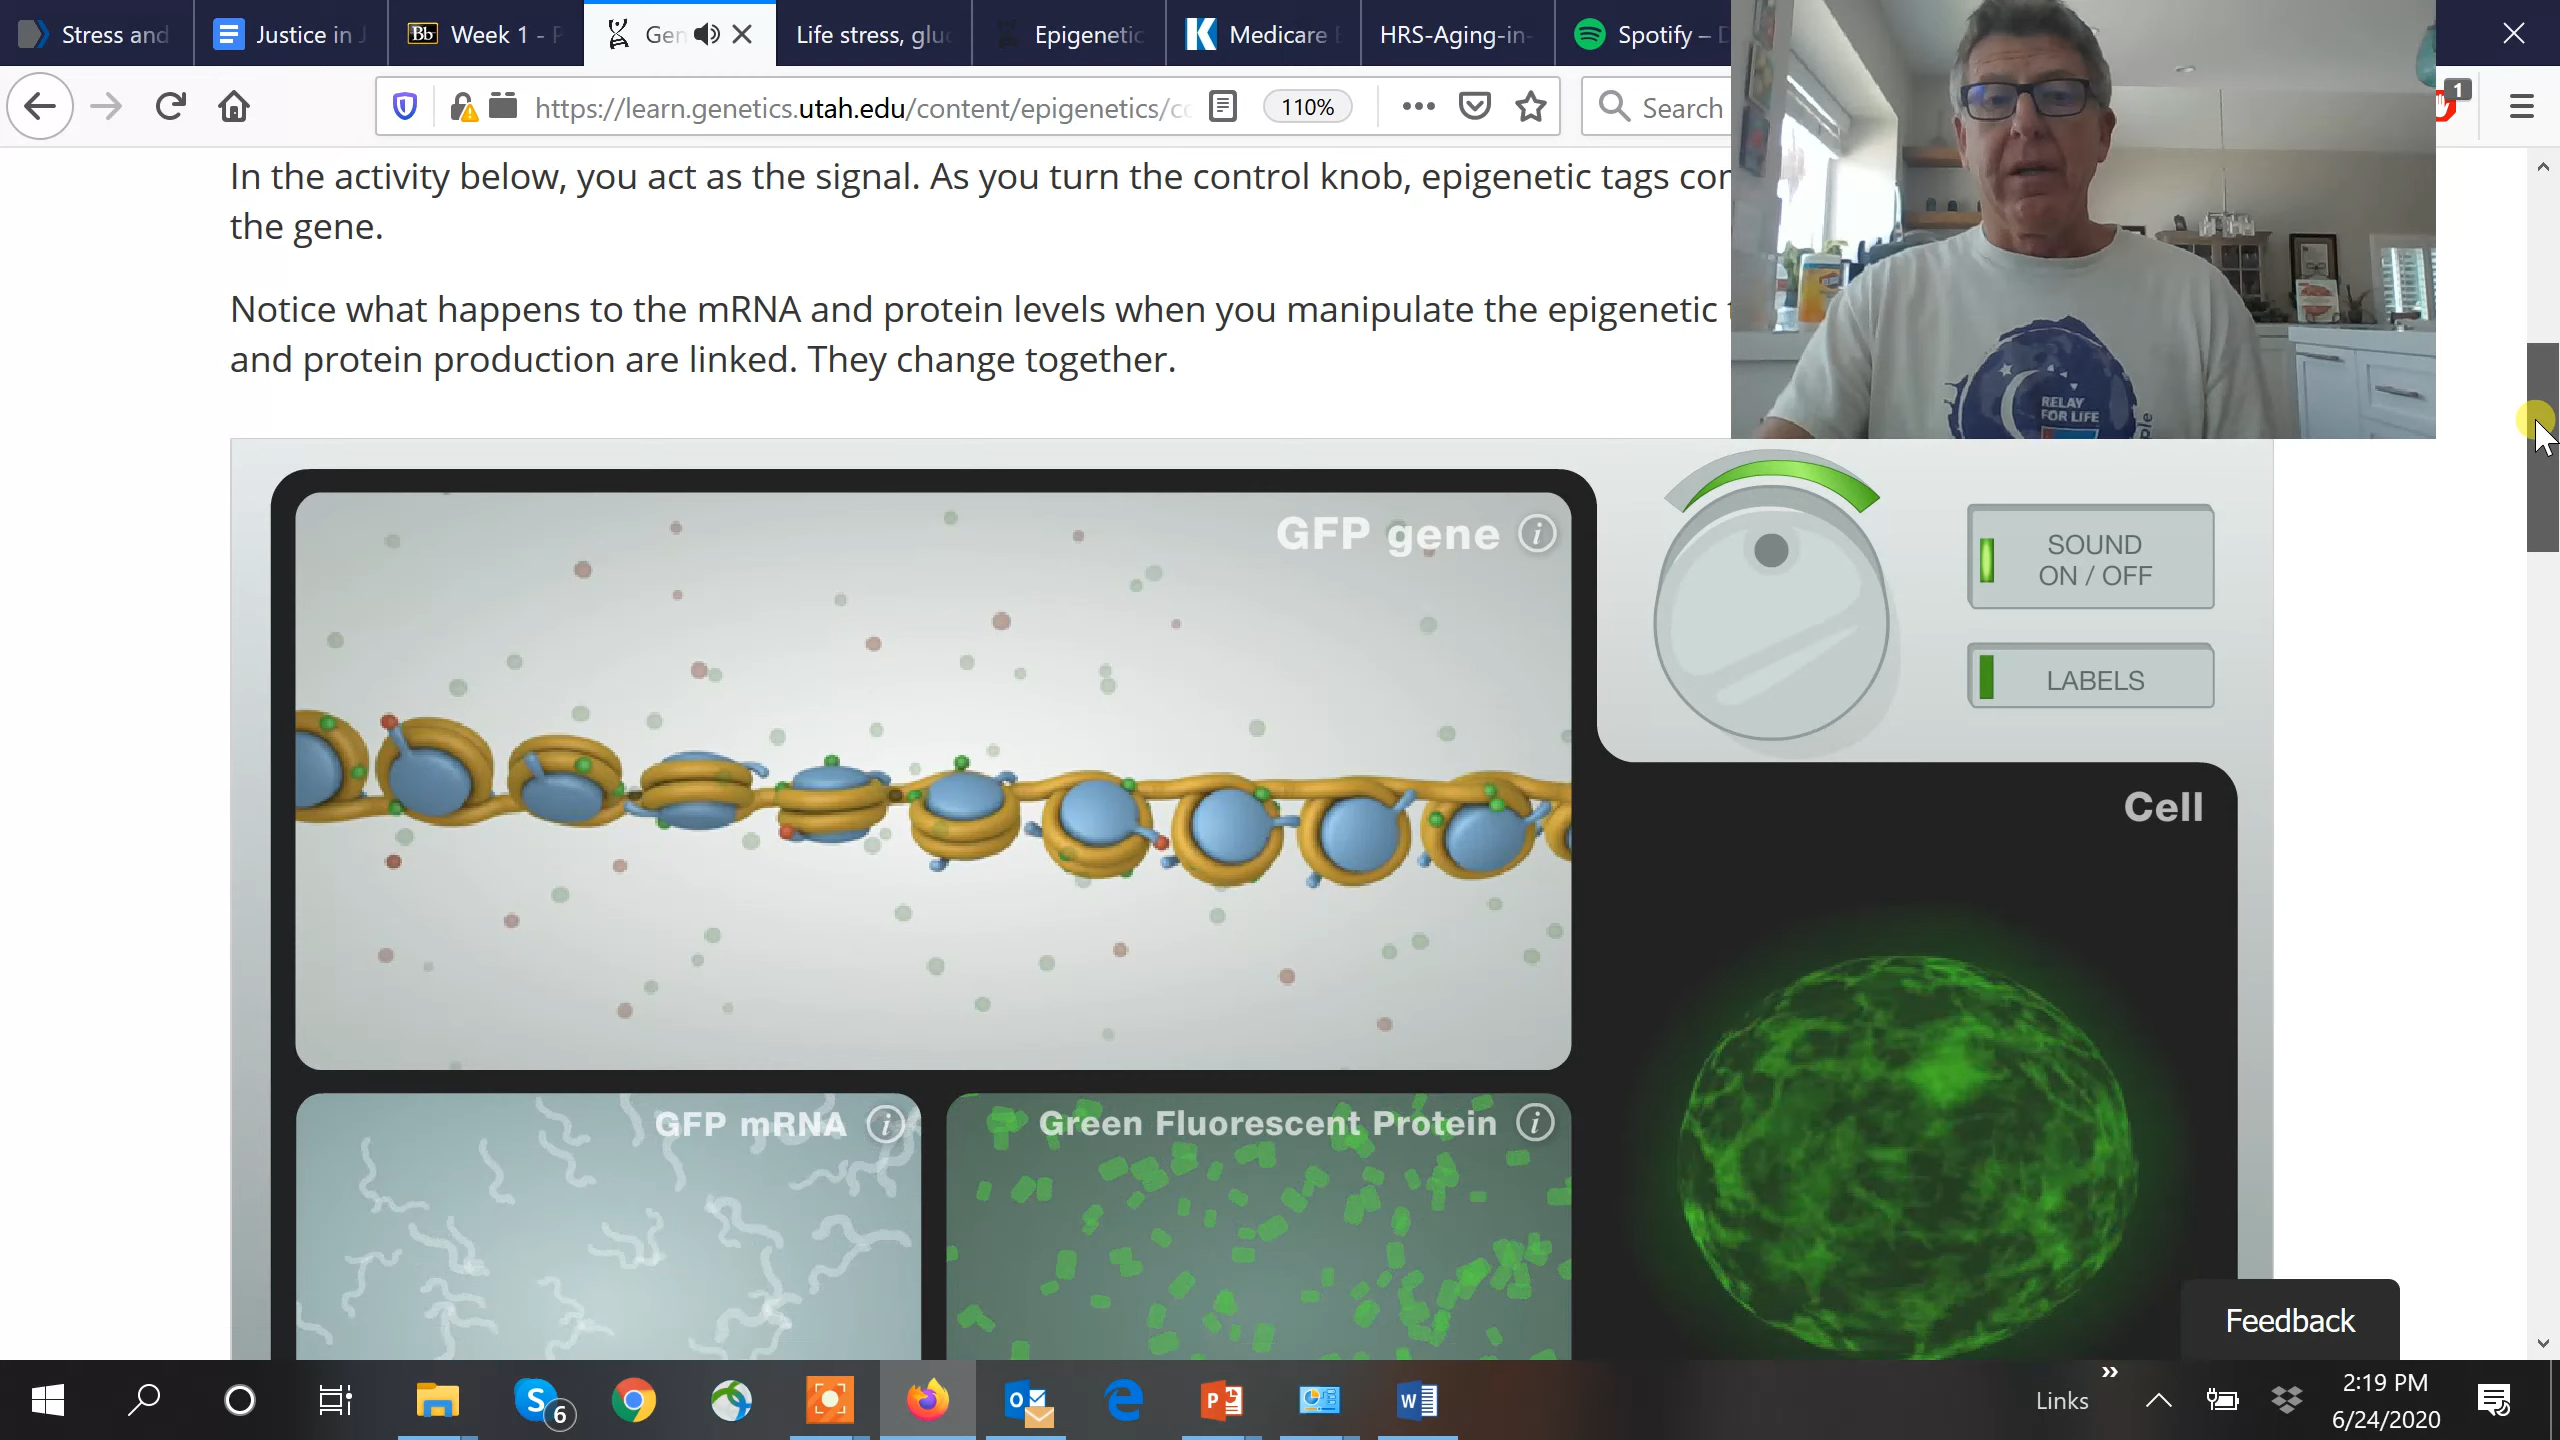 Stress and
Justice in J
Bb Week 1 - P
Gen
Life stress, glu
Epigenetic
K Medicare
HRS-Aging-in-
Spotify – D
https://learn.genetics.utah.edu/content/epigenetics/co
110%
Search
1
In the activity below, you act as the signal. As you turn the control knob, epigenetic tags
the gene.
Notice what happens to the mRNA and protein levels when you manipulate the epigenetic
and protein production are linked. They change together.
RELAY
FOR LIFE
GFP gene i
SOUND
ON / OFF
LABELS
Cell
GFP mRNA i
Green Fluorescent Protein i
Feedback
S 6
Links
2:19 PM
6/24/2020